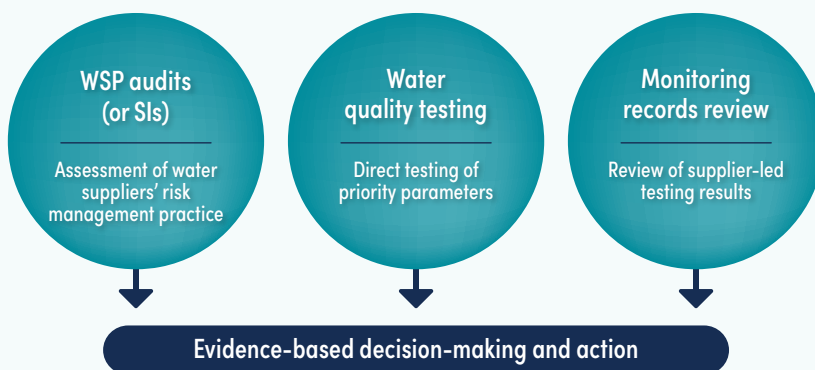 WSP audits
(or SIs)
Assessment of water
suppliers' risk
management practice
Water
quality testing
Direct testing of
priority parameters
Monitoring
records review
Review of supplier-led
testing results
Evidence-based decision-making and action